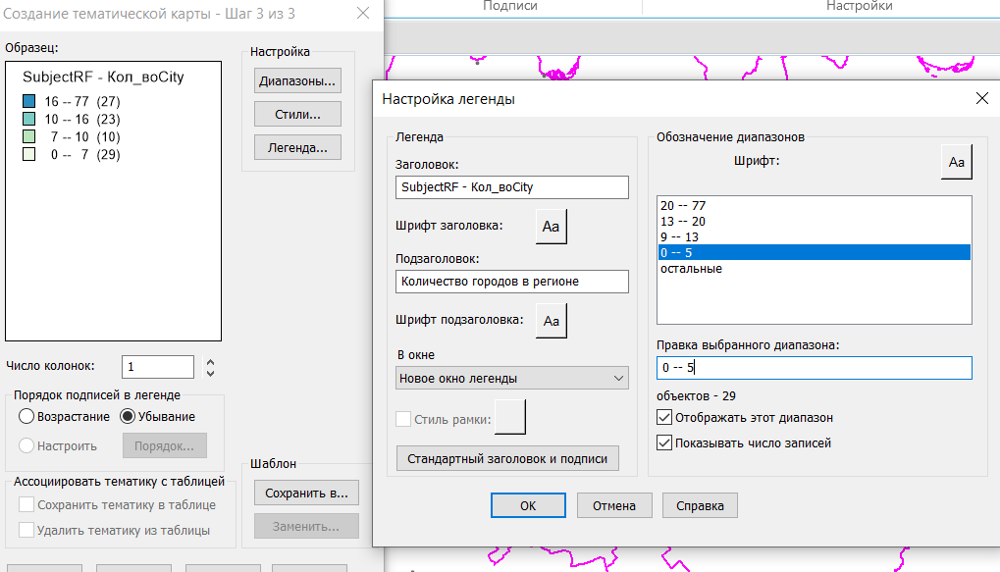 Подписи
Настройки
Создание тематической карты - Шаг 3 из 3
Образец:
SubjectRF - Кол_воCity
16 -- 77 (27)
10 -- 16 (23)
7 -- 10 (10)
0 -- 7 (29)
Настройка
Диапазоны...
Стили...
Легенда...
Число колонок:
1
Порядок подписей в легенде
Возрастание
Убывание
Настроить
Порядок...
Ассоциировать тематику с таблицей
Сохранить тематику в таблице
Удалить тематику из таблицы
Шаблон
Сохранить в...
Заменить...
Настройка легенды
Легенда
Заголовок:
SubjectRF - Кол_воCity
Шрифт заголовка:
Aa
Подзаголовок:
Количество городов в регионе
Шрифт подзаголовка:
Aa
В окне
Новое окно легенды
Стиль рамки:
Стандартный заголовок и подписи
Обозначение диапазонов
Шрифт:
Aa
20 -- 77
13 -- 20
9 -- 13
0 -- 5
остальные
Правка выбранного диапазона:
0 -- 5
объектов - 29
Отображать этот диапазон
Показывать число записей
OK
Отмена
Справка